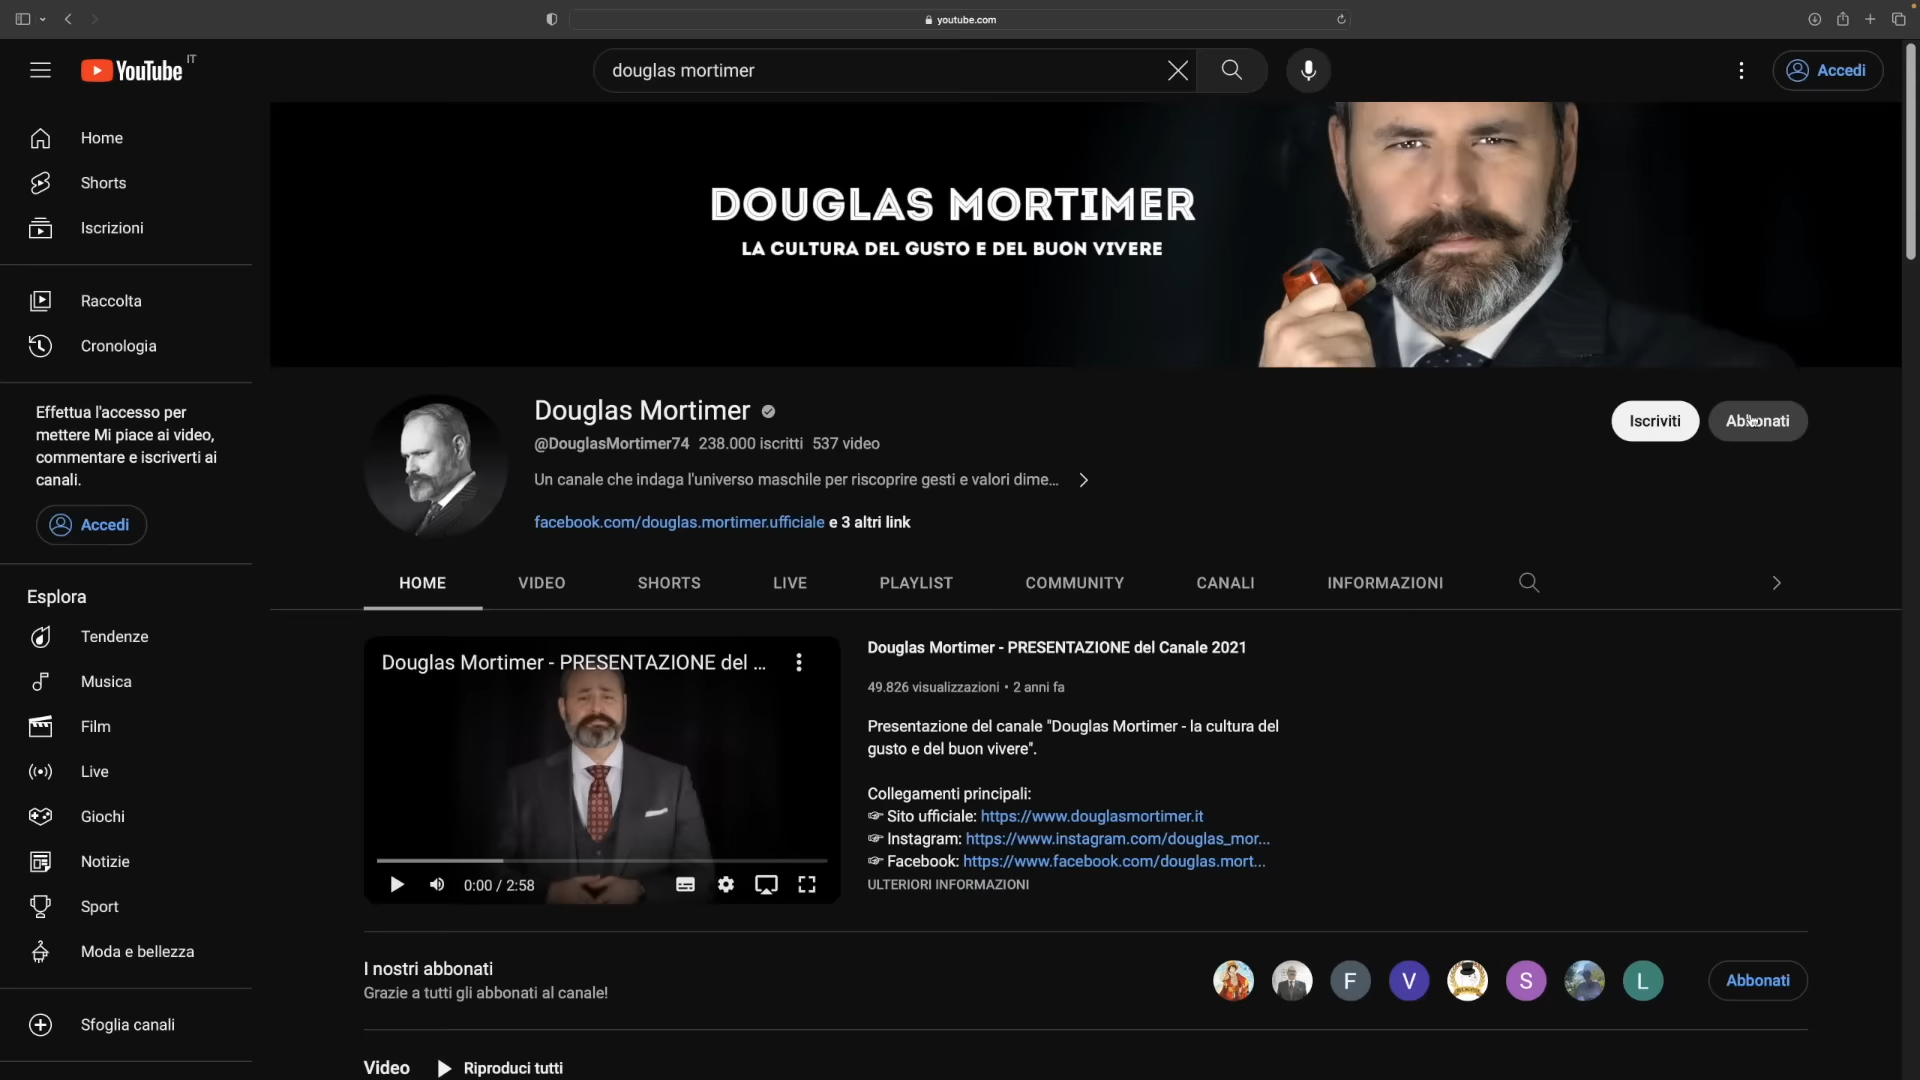 youtube.com
YouTube IT
douglas mortimer
Accedi
Home
Shorts
Iscrizioni
Raccolta
Cronologia
Effettua l'accesso per
mettere Mi piace ai video,
commentare e iscriverti ai
canali.
Accedi
Esplora
Tendenze
Musica
Film
Live
Giochi
Notizie
Sport
Moda e bellezza
Sfoglia canali
DOUGLAS MORTIMER
LA CULTURA DEL GUSTO E DEL BUON VIVERE
Douglas Mortimer
@DouglasMortimer74 238.000 iscritti 537 video
Un canale che indaga l'universo maschile per riscoprire gesti e valori dime...
facebook.com/douglas.mortimer.ufficiale e 3 altri link
Iscriviti
Abbonati
HOME VIDEO SHORTS LIVE PLAYLIST COMMUNITY CANALI INFORMAZIONI
Douglas Mortimer - PRESENTAZIONE del ...
0:00 / 2:58
Douglas Mortimer - PRESENTAZIONE del Canale 2021
49.826 visualizzazioni • 2 anni fa
Presentazione del canale "Douglas Mortimer - la cultura del
gusto e del buon vivere".
Collegamenti principali:
☞ Sito ufficiale: https://www.douglasmortimer.it
☞ Instagram: https://www.instagram.com/douglas_mor...
☞ Facebook: https://www.facebook.com/douglas.mort...
ULTERIORI INFORMAZIONI
I nostri abbonati
Grazie a tutti gli abbonati al canale!
F V S L
Abbonati
Video Riproduci tutti